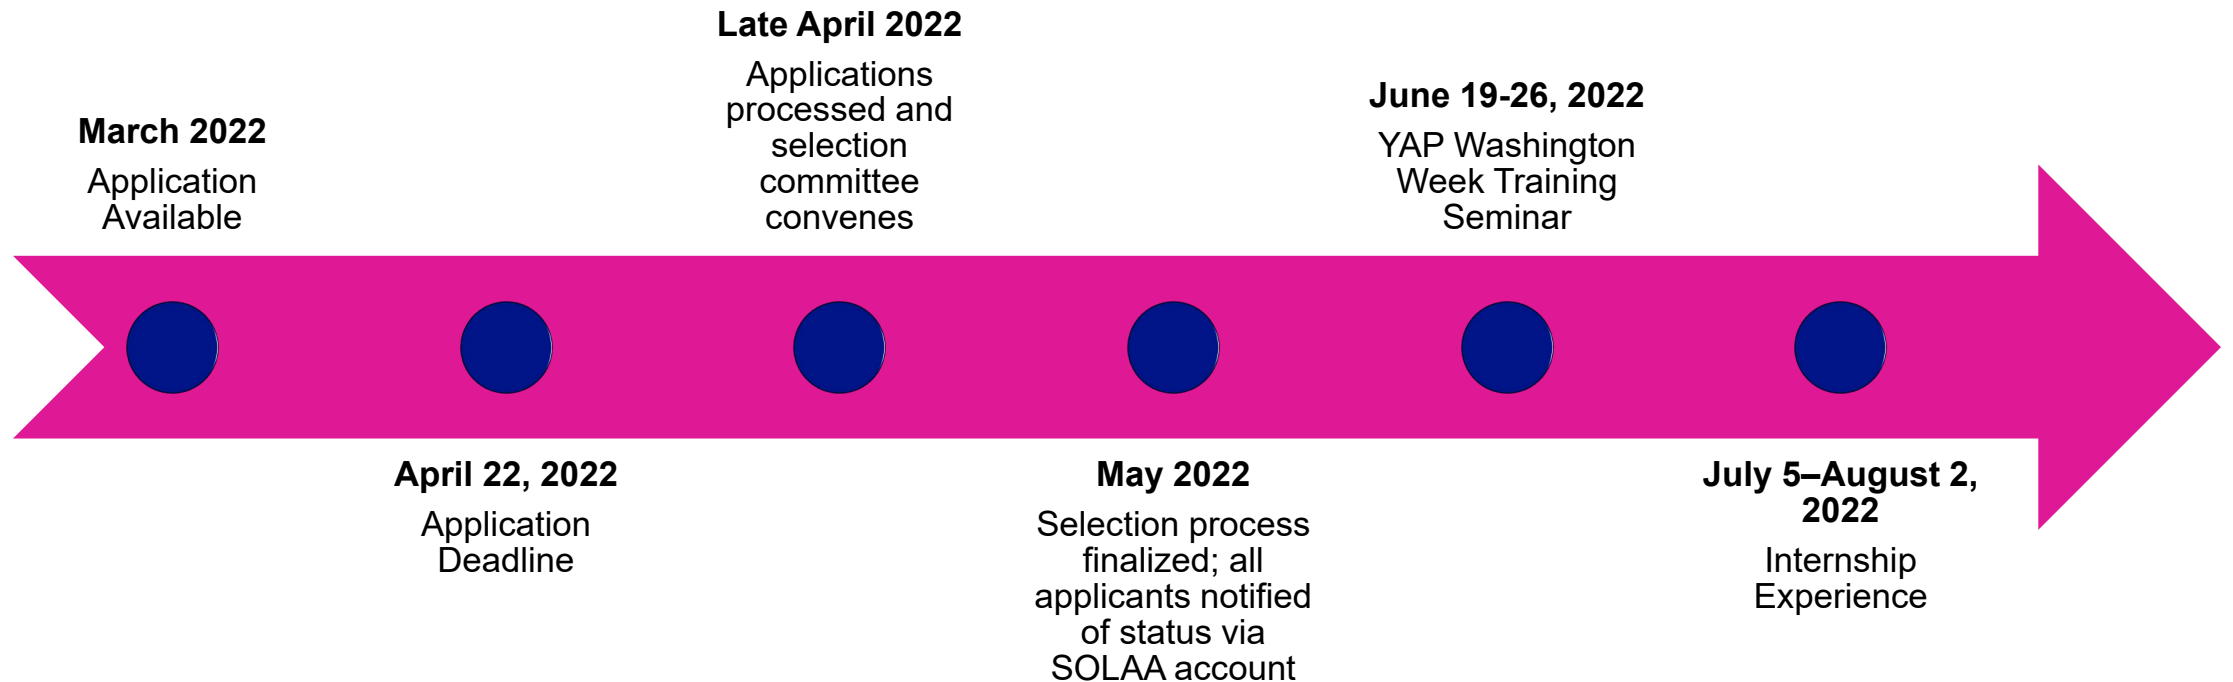 March 2022
Application
Available
April 22, 2022
Application
Deadline
Late April 2022
Applications
processed and
selection
committee
convenes
May 2022
Selection process
finalized; all
applicants notified
of status via
SOLAA account
June 19-26, 2022
YAP Washington
Week Training
Seminar
July 5–August 2,
2022
Internship
Experience